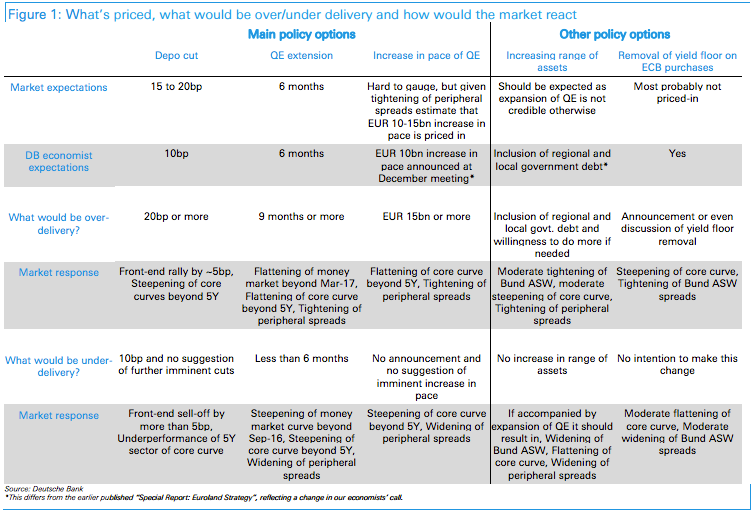 Figure 1: What's priced, what would be over/under delivery and how would the market react
Main policy options
Other policy options
Depo cut
QE extension
Increase in pace of QE
Increasing range of
assets
Removal of yield floor on
ECB purchases
Market expectations
15 to 20bp
6 months
Hard to gauge, but given
tightening of peripheral
spreads estimate that
EUR 10-15bn increase in
pace is priced in
Should be expected as
expansion of QE is not
credible otherwise
Most probably not
priced-in
DB economist
expectations
10bp
6 months
EUR 10bn increase in
pace announced at
December meeting*
Inclusion of regional and
local government debt*
Yes
What would be over-
delivery?
20bp or more
9 months or more
EUR 15bn or more
Inclusion of regional and
local govt. debt and
willingness to do more if
needed
Announcement or even
discussion of yield floor
removal
Market response
Front-end rally by ~5bp,
Steepening of core
curves beyond 5Y
Flattening of money
market beyond Mar-17,
Flattening of core curve
beyond 5Y, Tightening of
peripheral spreads
Flattening of core curve
beyond 5Y, Tightening of
peripheral spreads
Moderate tightening of
Bund ASW, moderate
steepening of core curve,
Tightening of peripheral
spreads
Steepening of core curve,
Tightening of Bund ASW
spreads
What would be under-
delivery?
10bp and no suggestion
of further imminent cuts
Less than 6 months
No announcement and
no suggestion of
imminent increase in
pace
No increase in range of
assets
No intention to make this
change
Market response
Front-end sell-off by
more than 5bp,
Underperformance of 5Y
sector of core curve
Steepening of money
market curve beyond
Sep-16, Steepening of
core curve beyond 5Y,
Widening of peripheral
spreads
Steepening of core curve
beyond 5Y, Widening of
peripheral spreads
If accompanied by
expansion of QE it should
result in, Widening of
Bund ASW, Flattening of
core curve, Widening of
peripheral spreads
Moderate flattening of
core curve, Moderate
widening of Bund ASW
spreads
Source: Deutsche Bank
*This differs from the earlier published "Special Report: Euroland Strategy", reflecting a change in our economists' call.